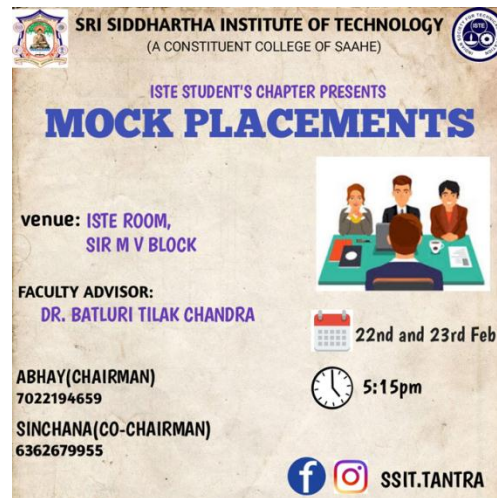 SRI SIDDHARTHA INSTITUTE OF TECHNOLOGY
(A CONSTITUENT COLLEGE OF SAAHE)
ISTE STUDENT'S CHAPTER PRESENTS
MOCK PLACEMENTS
venue: ISTE ROOM,
SIR M V BLOCK
FACULTY ADVISOR:
DR. BATLURI TILAK CHANDRA
22nd and 23rd Feb
5:15pm
ABHAY(CHAIRMAN)
7022194659
SINCHANA(CO-CHAIRMAN)
6362679955
SSIT.TANTRA